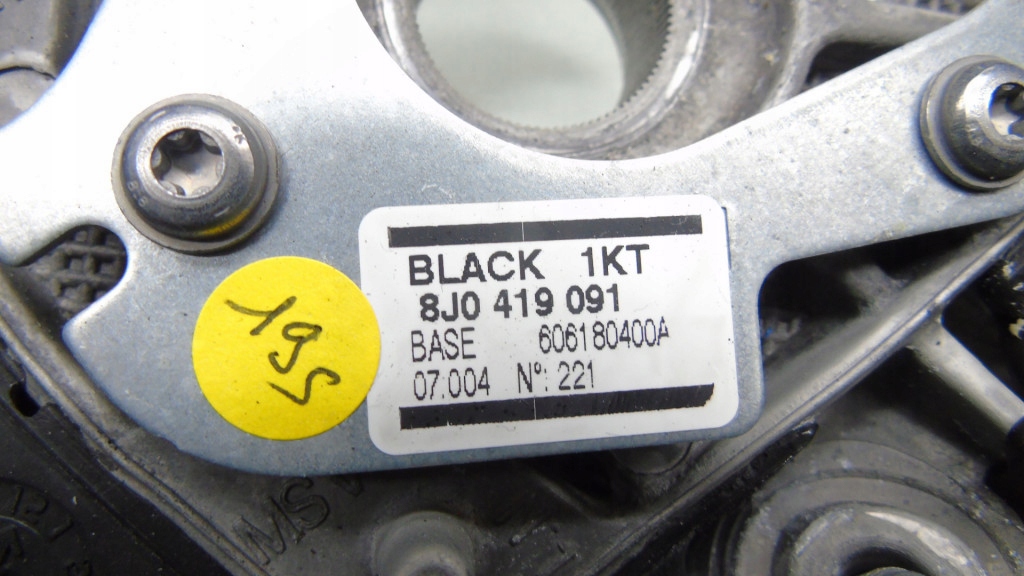 BLACK 1KT
8J0 419 091
BASE 606180400A
07.004 N°: 221
195